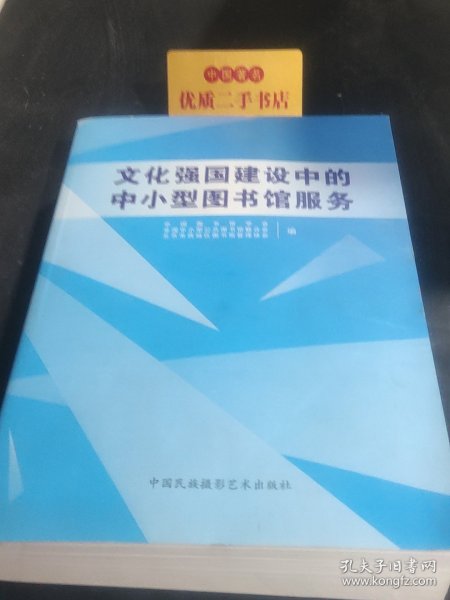 中国书店
优质二手书店
文化强国建设中的
中小型图书馆服务
编
中国民族摄影艺术出版社
孔夫子旧书网
www.kongfz.com